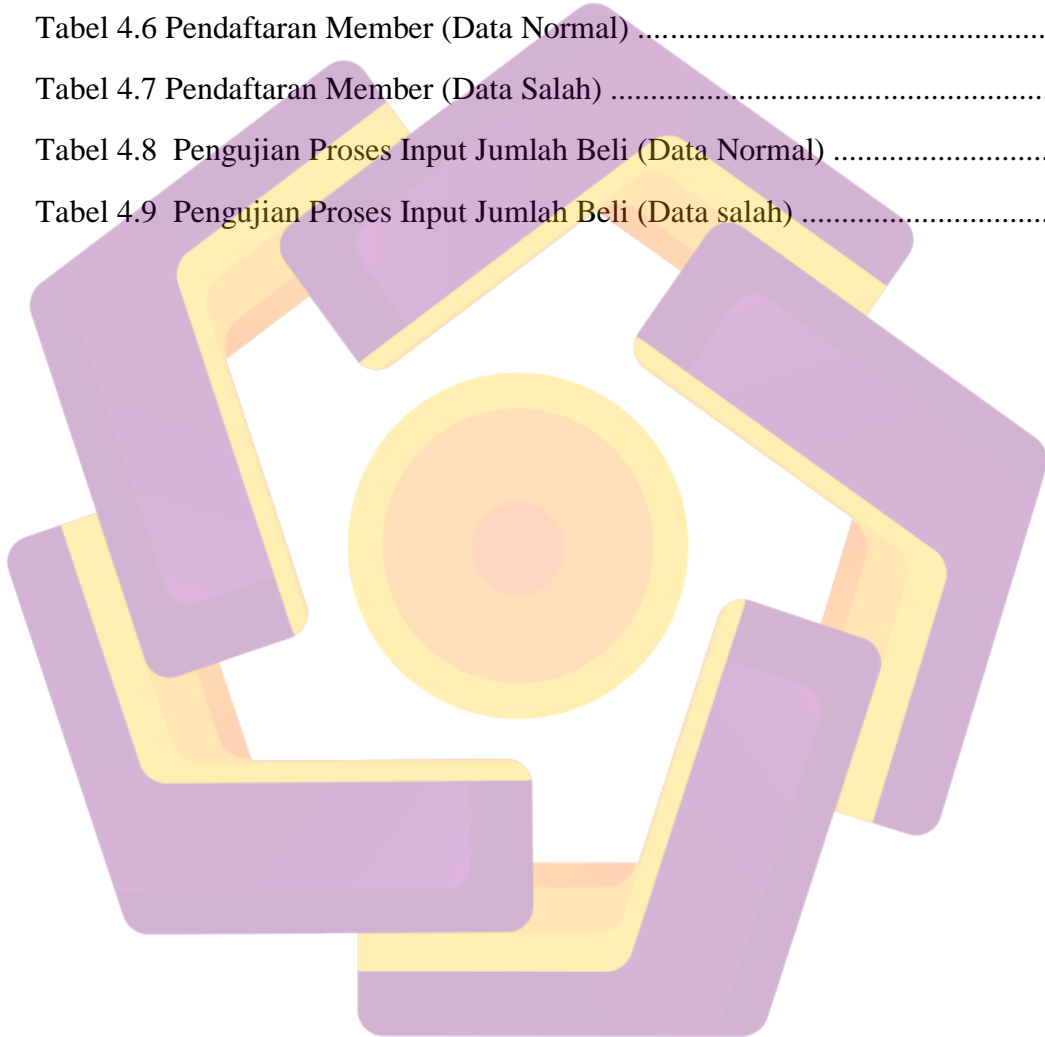 Tabel 4.6 Pendaftaran Member (Data Normal) ....................................................
Tabel 4.7 Pendaftaran Member (Data Salah) .......................................................
Tabel 4.8  Pengujian Proses Input Jumlah Beli (Data Normal) ...........................
Tabel 4.9  Pengujian Proses Input Jumlah Beli (Data salah) ...............................